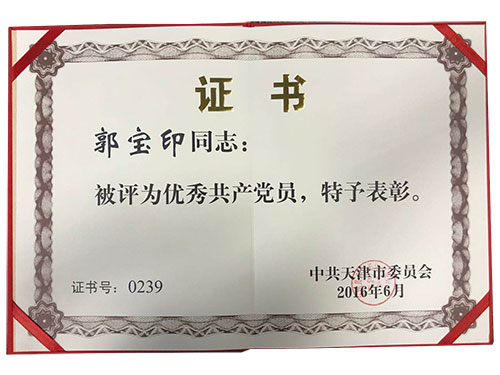 证书
郭宝印同志：
被评为优秀共产党员，特予表彰。
中共天津市委员会
证书号：0239
2016年6月